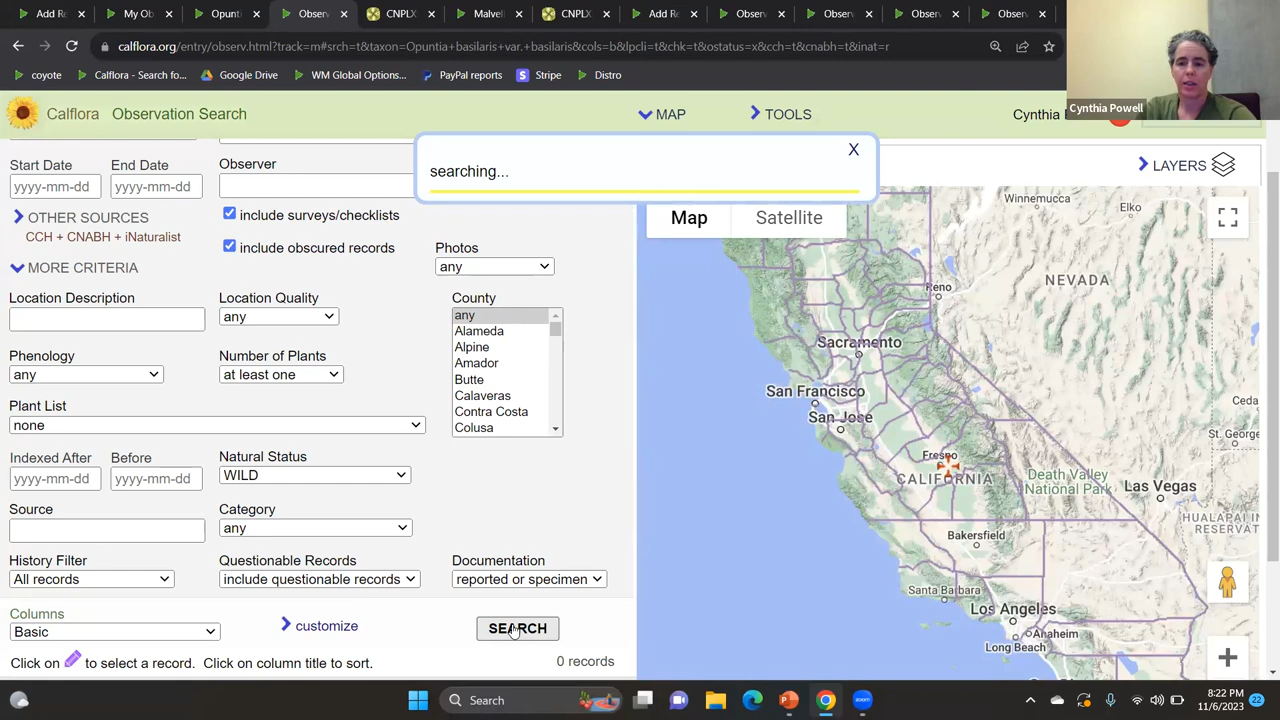 Add Re
My Ob
Opunti
Observ
CNPLX
Malvell
CNPLX
Add Re
Observ
Observ
Observ
Observ
calflora.org/entry/observ.html?track=m#srch=t&taxon=Opuntia+basilaris+var.+basilaris&cols=b&lpcli=t&chk=t&ostatus=x&cch=t&cnabh=t&inat=r
coyote
Calflora - Search fo...
Google Drive
WM Global Options...
PayPal reports
Stripe
Distro
Cynthia Powell
Calflora Observation Search
MAP
TOOLS
Cynthia
searching...
X
Start Date
End Date
Observer
yyyy-mm-dd
yyyy-mm-dd
LAYERS
OTHER SOURCES
include surveys/checklists
CCH + CNABH + iNaturalist
include obscured records
Photos
any
MORE CRITERIA
Location Description
Location Quality
any
County
any
Alameda
Alpine
Amador
Butte
Calaveras
Contra Costa
Colusa
Phenology
any
Number of Plants
at least one
Plant List
none
Indexed After
Before
yyyy-mm-dd
yyyy-mm-dd
Natural Status
WILD
Source
Category
any
History Filter
All records
Questionable Records
include questionable records
Documentation
reported or specimen
Columns
Basic
customize
SEARCH
Click on to select a record. Click on column title to sort.
0 records
Map
Satellite
Winnemucca
Elko
Reno
NEVADA
Sacramento
San Francisco
San Jose
Ceda
St. George
Fresno
CALIFORNIA
Death Valley
National Park
Las Vegas
HUALAPAI IN
RESERVA
Bakersfield
Santa Barbara
Los Angeles
Anaheim
Long Beach
Search
8:22 PM
11/6/2023
22